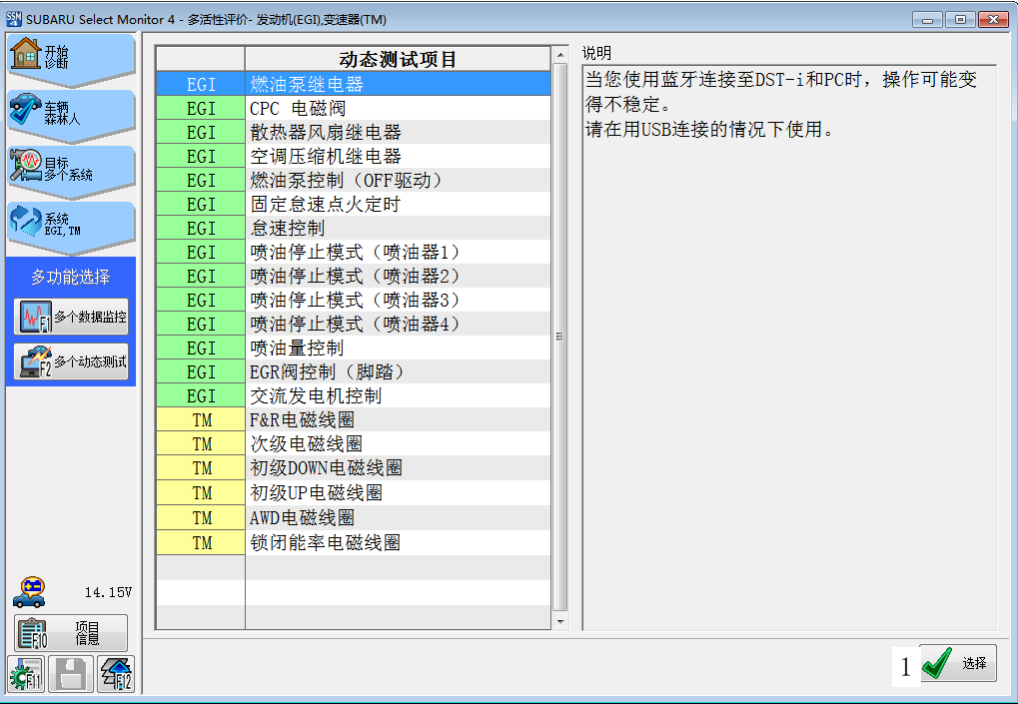 SUBARU Select Monitor 4 - 多活性评价- 发动机(EGI),变速器(TM)
开始
诊断
车辆
森林人
目标
多个系统
系统
EGI,TM
多功能选择
F1 多个数据监控
F2 多个动态测试
14.15V
F10 项目
信息
F11
F12
动态测试项目
EGI 燃油泵继电器
EGI CPC 电磁阀
EGI 散热器风扇继电器
EGI 空调压缩机继电器
EGI 燃油泵控制（OFF驱动）
EGI 固定怠速点火定时
EGI 怠速控制
EGI 喷油停止模式（喷油器1）
EGI 喷油停止模式（喷油器2）
EGI 喷油停止模式（喷油器3）
EGI 喷油停止模式（喷油器4）
EGI 喷油量控制
EGI EGR阀控制（脚踏）
EGI 交流发电机控制
TM F&R电磁线圈
TM 次级电磁线圈
TM 初级DOWN电磁线圈
TM 初级UP电磁线圈
TM AWD电磁线圈
TM 锁闭能率电磁线圈
说明
当您使用蓝牙连接至DST-i和PC时，操作可能变
得不稳定。
请在用USB连接的情况下使用。
1 选择